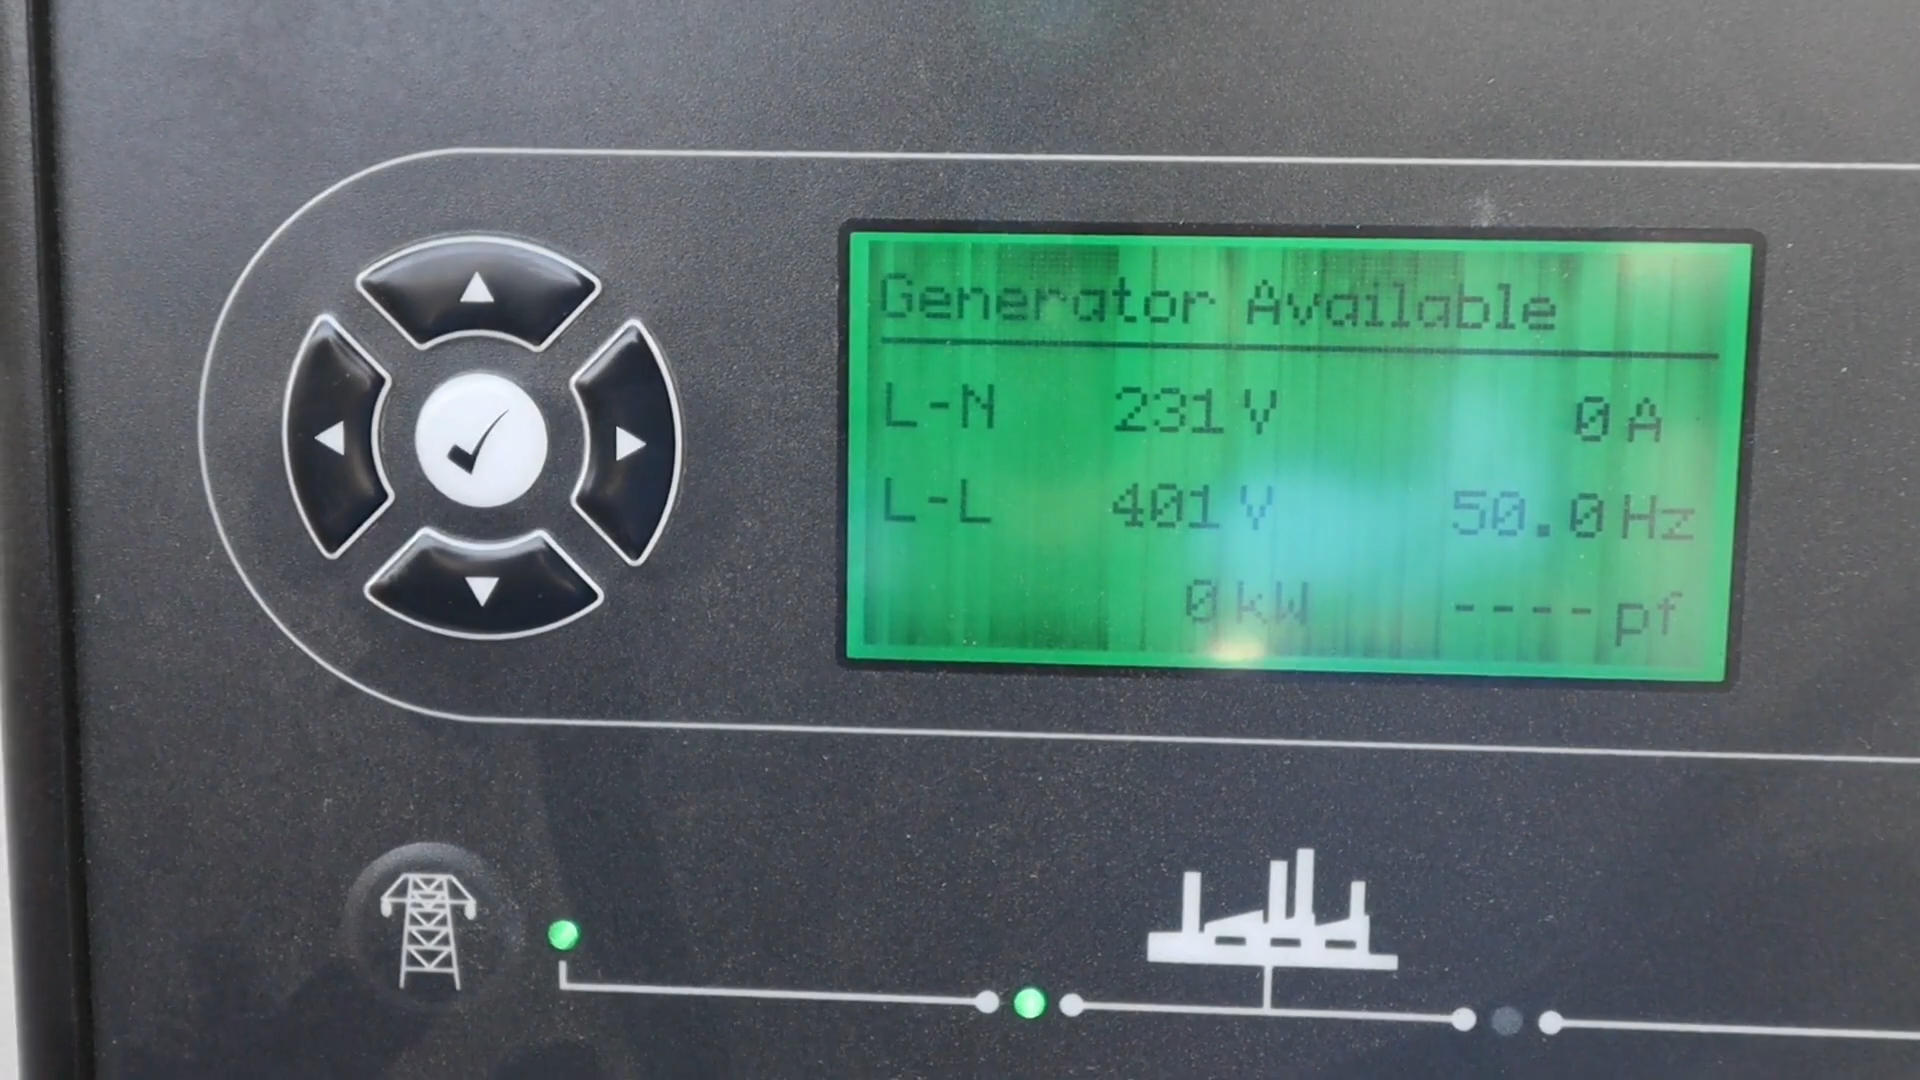 Generator Available
L-N 231 V 0 A
L-L 401 V 50.0 Hz
0 kW ---- pf